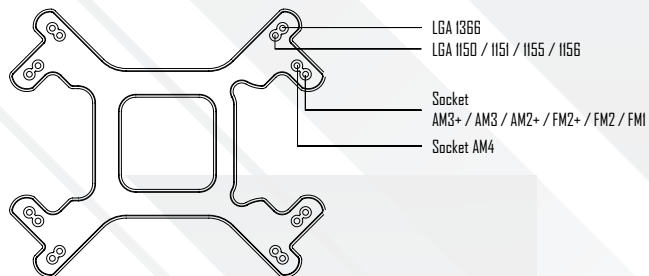 LGA 1366
LGA 1150 / 1151 / 1155 / 1156
Socket
AM3+ / AM3 / AM2+ / FM2+ / FM2 / FM1
Socket AM4